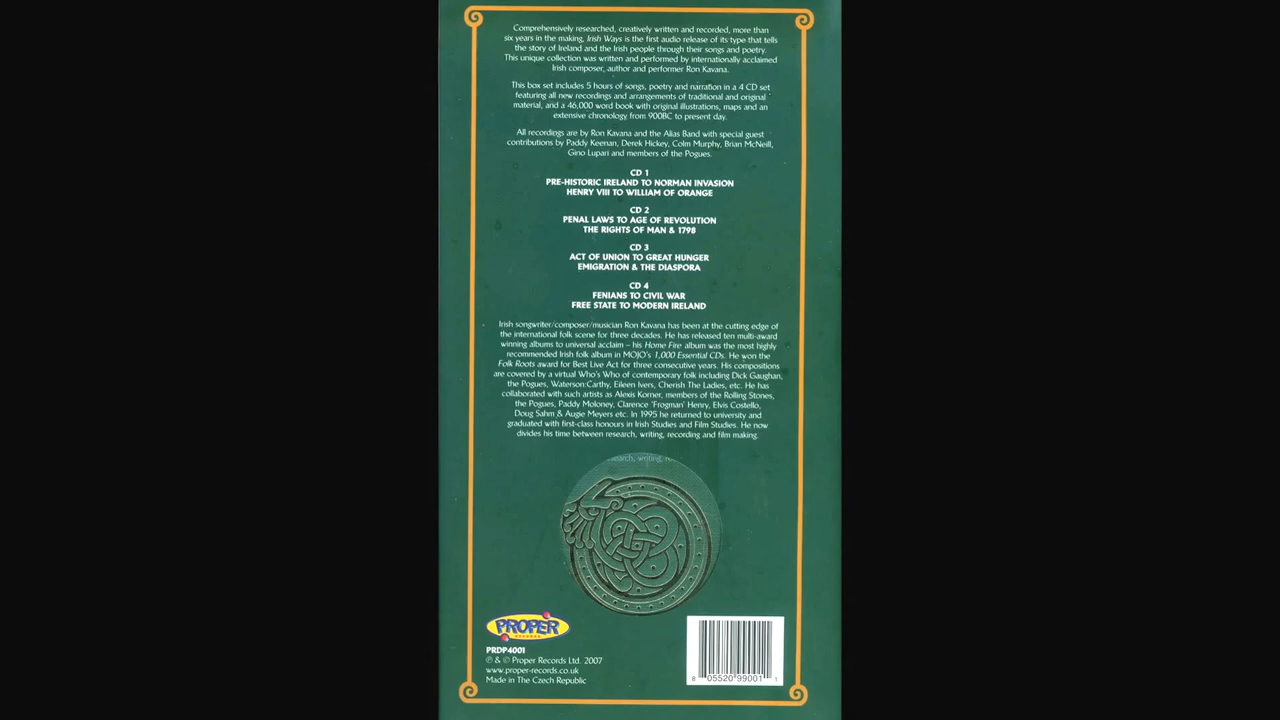 Comprehensively researched, creatively written and recorded, more than
six years in the making, Irish Ways is the first audio release of its type that tells
the story of Ireland and the Irish people through their songs and poetry.
This unique collection was written and performed by internationally acclaimed
Irish composer, author and performer Ron Kavana.
This box set includes 5 hours of songs, poetry and narration in a 4 CD set
featuring all new recordings and arrangements of traditional and original
material, and a 46,000 word book with original illustrations, maps and an
extensive chronology from 900BC to present day.
All recordings are by Ron Kavana and the Alias Band with special guest
contributions by Paddy Keenan, Derek Hickey, Colm Murphy, Brian McNeill,
Gino Lupari and members of the Pogues.
CD 1
PRE-HISTORIC IRELAND TO NORMAN INVASION
HENRY VIII TO WILLIAM OF ORANGE
CD 2
PENAL LAWS TO AGE OF REVOLUTION
THE RIGHTS OF MAN & 1798
CD 3
ACT OF UNION TO GREAT HUNGER
EMIGRATION & THE DIASPORA
CD 4
FENIANS TO CIVIL WAR
FREE STATE TO MODERN IRELAND
Irish songwriter/composer/musician Ron Kavana has been at the cutting edge of
the international folk scene for three decades. He has released ten multi-award
winning albums to universal acclaim – his Home Fire album was the most highly
recommended Irish folk album in MOJO's 1,000 Essential CDs. He won the
Folk Roots award for Best Live Act for three consecutive years. His compositions
are covered by a virtual Who's Who of contemporary folk including Dick Gaughan,
the Pogues, Waterson:Carthy, Eileen Ivers, Cherish The Ladies, etc. He has
collaborated with such artists as Alexis Korner, members of the Rolling Stones,
the Pogues, Paddy Moloney, Clarence 'Frogman' Henry, Elvis Costello,
Doug Sahm & Augie Meyers etc. In 1995 he returned to university and
graduated with first-class honours in Irish Studies and Film Studies. He now
divides his time between research, writing, recording and film making.
writing,
PROPER
RECORDS
PRDP4001
℗ & © Proper Records Ltd. 2007
www.proper-records.co.uk
Made in The Czech Republic
8 05520 99001 1